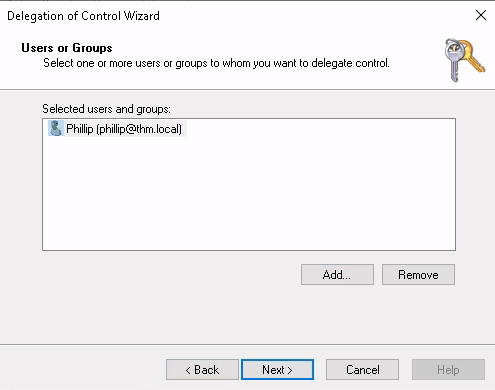 Delegation of Control Wizard
Users or Groups
Select one or more users or groups to whom you want to delegate control.
Selected users and groups:
Phillip (phillip@thm.local)
Add...
Remove
< Back
Next >
Cancel
Help